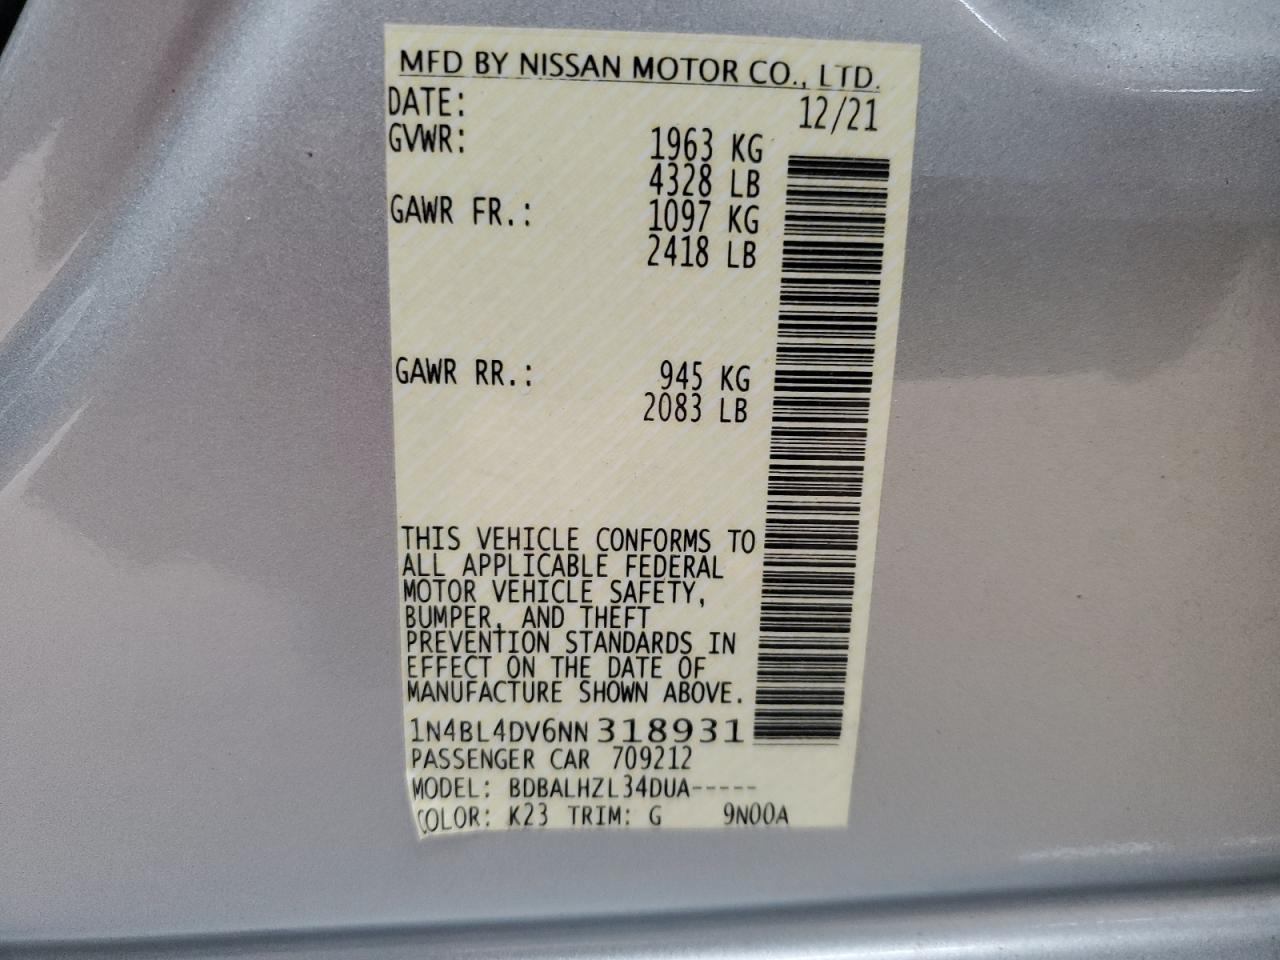 MFD BY NISSAN MOTOR CO., LTD.
DATE: 12/21
GVWR: 1963 KG
4328 LB
GAWR FR.: 1097 KG
2418 LB
GAWR RR.: 945 KG
2083 LB
THIS VEHICLE CONFORMS TO
ALL APPLICABLE FEDERAL
MOTOR VEHICLE SAFETY,
BUMPER, AND THEFT
PREVENTION STANDARDS IN
EFFECT ON THE DATE OF
MANUFACTURE SHOWN ABOVE.
1N4BL4DV6NN318931
PASSENGER CAR 709212
MODEL: BDBALHZL34DUA-----
COLOR: K23 TRIM: G 9N00A